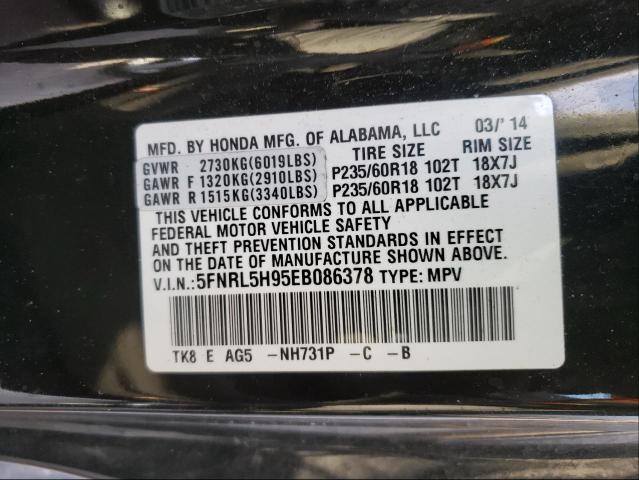 MFD. BY HONDA MFG. OF ALABAMA, LLC 03/' 14
TIRE SIZE RIM SIZE
GVWR 2730KG(6019LBS)
GAWR F 1320KG(2910LBS) P235/60R18 102T 18X7J
GAWR R 1515KG(3340LBS) P235/60R18 102T 18X7J
THIS VEHICLE CONFORMS TO ALL APPLICABLE
FEDERAL MOTOR VEHICLE SAFETY
AND THEFT PREVENTION STANDARDS IN EFFECT
ON THE DATE OF MANUFACTURE SHOWN ABOVE.
V.I.N.: 5FNRL5H95EB086378 TYPE: MPV
TK8 E AG5 -NH731P -C -B